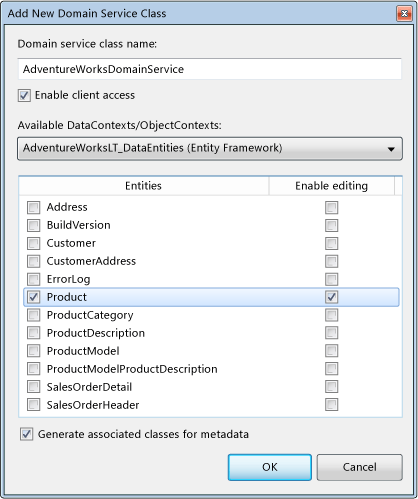 Add New Domain Service Class
Domain service class name:
AdventureWorksDomainService
Enable client access
Available DataContexts/ObjectContexts:
AdventureWorksLT_DataEntities (Entity Framework)
Entities Enable editing
Address
BuildVersion
Customer
CustomerAddress
ErrorLog
Product
ProductCategory
ProductDescription
ProductModel
ProductModelProductDescription
SalesOrderDetail
SalesOrderHeader
Generate associated classes for metadata
OK Cancel